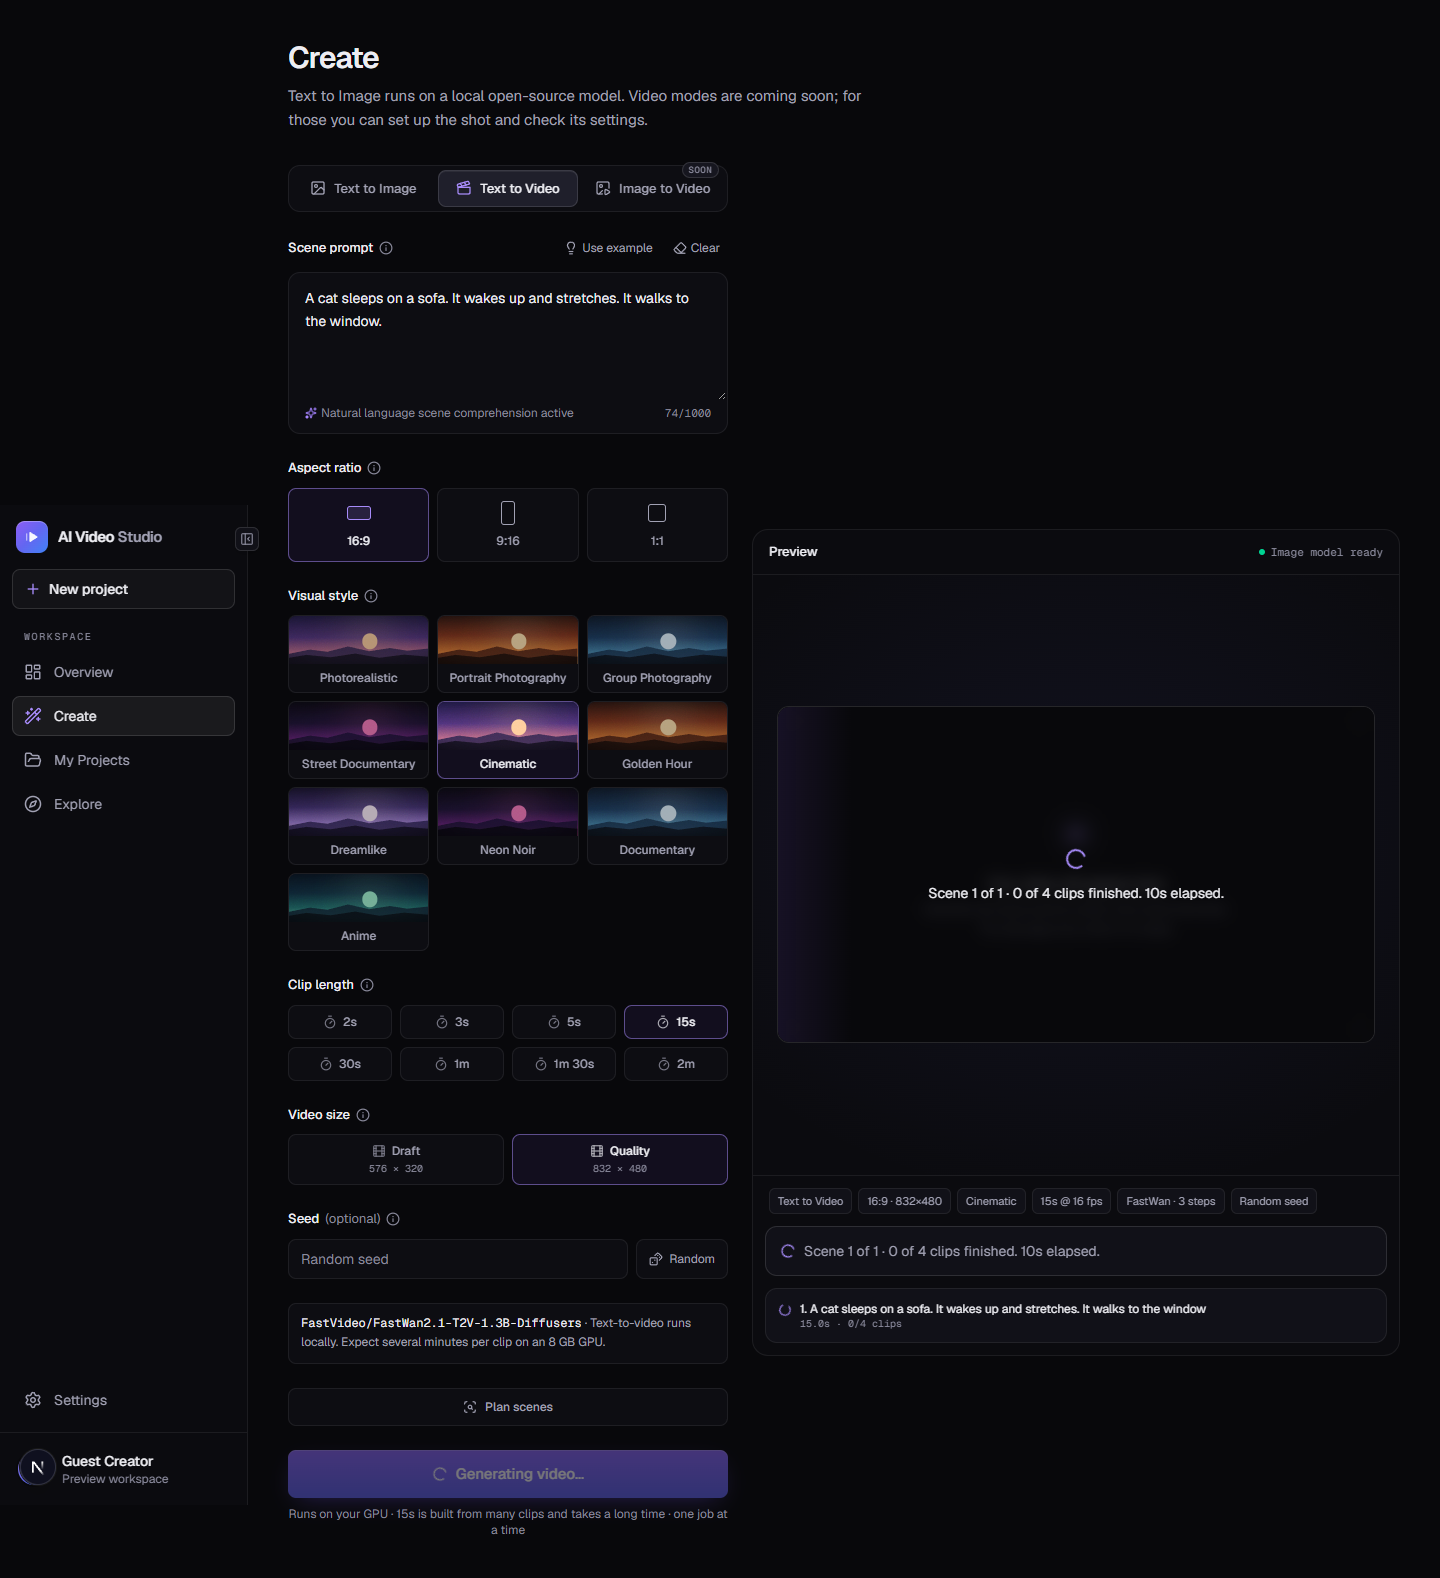 Create
Text to Image runs on a local open-source model. Video modes are coming soon; for
those you can set up the shot and check its settings.
SOON
Text to Image
Text to Video
Image to Video
Scene prompt
Use example
Clear
A cat sleeps on a sofa. It wakes up and stretches. It walks to
the window.
Natural language scene comprehension active
74/1000
Aspect ratio
16:9
9:16
1:1
Visual style
Photorealistic
Portrait Photography
Group Photography
Street Documentary
Cinematic
Golden Hour
Dreamlike
Neon Noir
Documentary
Anime
Clip length
2s
3s
5s
15s
30s
1m
1m 30s
2m
Video size
Draft
576 × 320
Quality
832 × 480
Seed (optional)
Random seed
Random
FastVideo/FastWan2.1-T2V-1.3B-Diffusers · Text-to-video runs
locally. Expect several minutes per clip on an 8 GB GPU.
Plan scenes
Generating video...
Runs on your GPU · 15s is built from many clips and takes a long time · one job at
a time
AI Video Studio
New project
WORKSPACE
Overview
Create
My Projects
Explore
Settings
N
Guest Creator
Preview workspace
Preview
Image model ready
Scene 1 of 1 · 0 of 4 clips finished. 10s elapsed.
Text to Video
16:9 · 832×480
Cinematic
15s @ 16 fps
FastWan · 3 steps
Random seed
Scene 1 of 1 · 0 of 4 clips finished. 10s elapsed.
1. A cat sleeps on a sofa. It wakes up and stretches. It walks to the window
15.0s · 0/4 clips